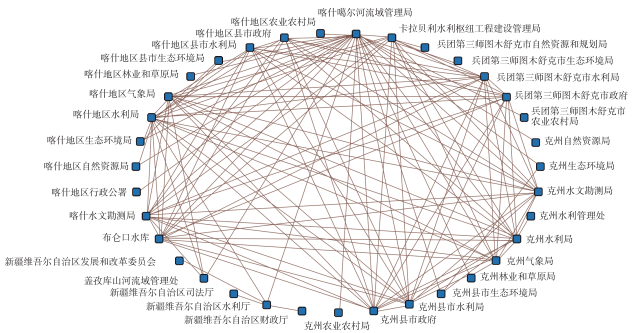 喀什噶尔河流域管理局
喀什地区农业农村局
喀什地区县市政府
喀什地区县市水利局
喀什地区县市生态环境局
喀什地区林业和草原局
喀什地区气象局
喀什地区水利局
喀什地区生态环境局
喀什地区自然资源局
喀什地区行政公署
喀什水文勘测局
布仑口水库
新疆维吾尔自治区发展和改革委员会
盖孜库山河流域管理处
新疆维吾尔自治区司法厅
新疆维吾尔自治区水利厅
新疆维吾尔自治区财政厅
克州农业农村局
克州县市政府
克州县市水利局
克州县市生态环境局
克州林业和草原局
克州气象局
克州水利局
克州水利管理处
克州水文勘测局
克州生态环境局
克州自然资源局
兵团第三师图木舒克市
农业农村局
兵团第三师图木舒克市政府
兵团第三师图木舒克市水利局
兵团第三师图木舒克市生态环境局
兵团第三师图木舒克市自然资源和规划局
卡拉贝利水利枢纽工程建设管理局